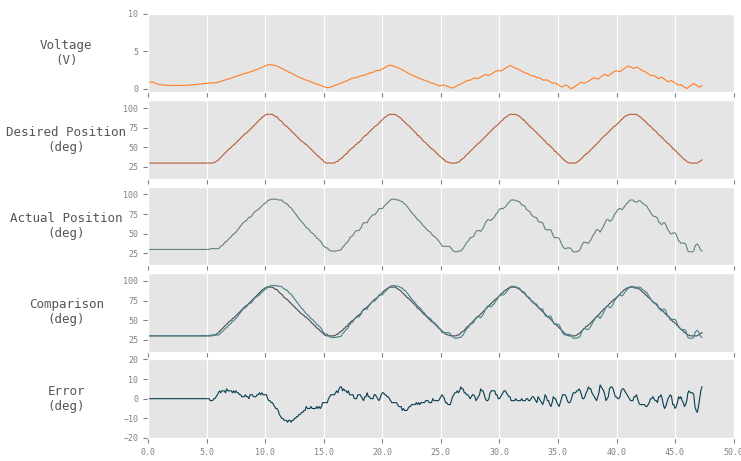 Voltage
(V)
10
5
0
Desired Position
(deg)
100
75
50
25
Actual Position
(deg)
100
75
50
25
Comparison
(deg)
100
75
50
25
Error
(deg)
20
10
0
−10
−20
0.0 5.0 10.0 15.0 20.0 25.0 30.0 35.0 40.0 45.0 50.0